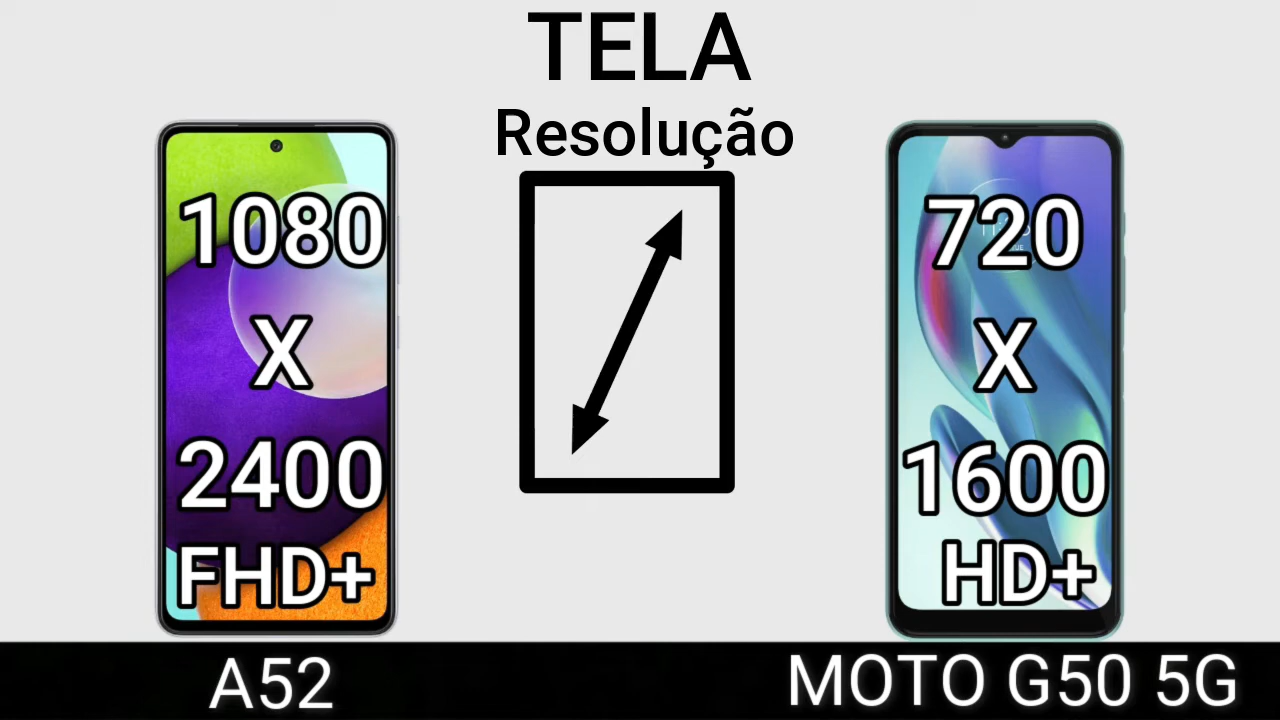 TELA
Resolução
1080
X
2400
FHD+
720
X
1600
HD+
A52
MOTO G50 5G